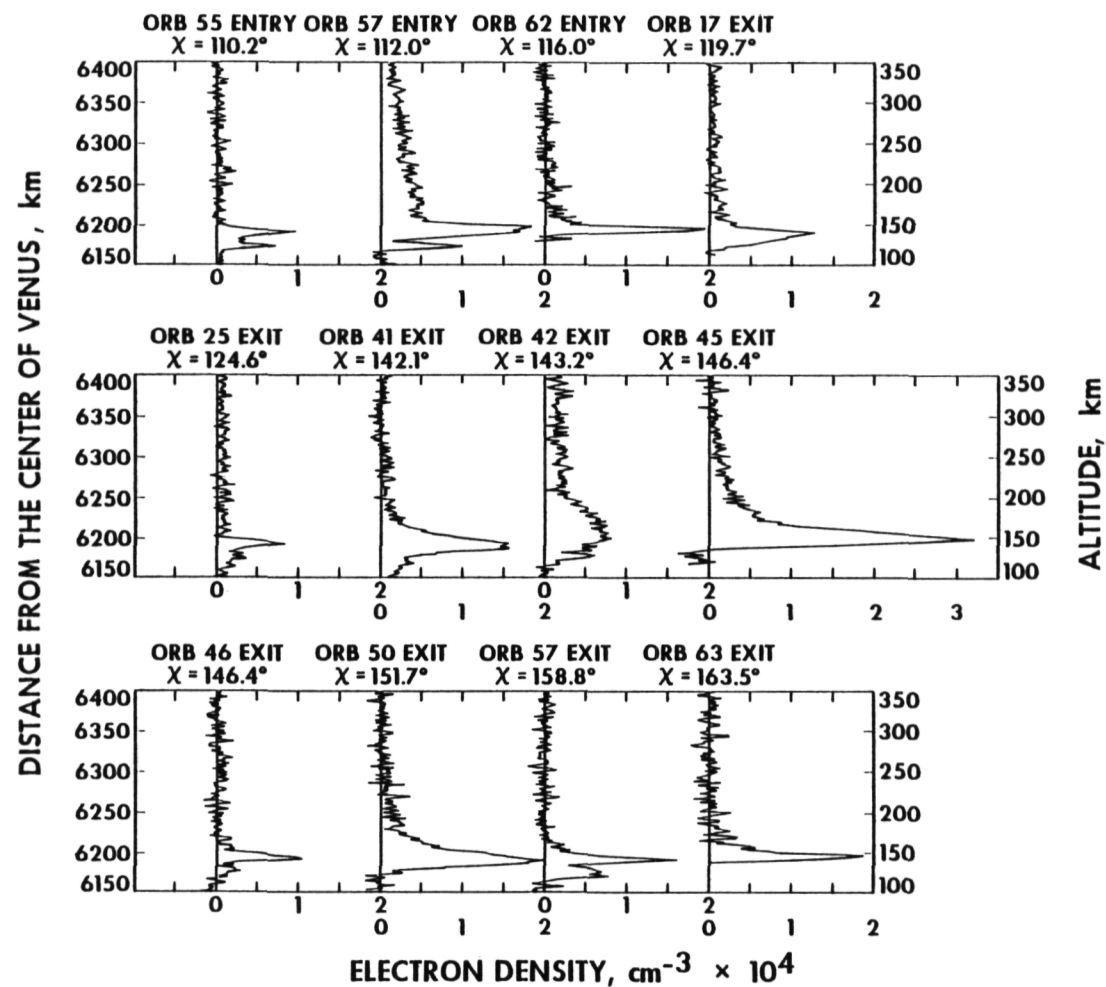 ORB 55 ENTRY ORB 57 ENTRY ORB 62 ENTRY ORB 17 EXIT
χ = 110.2° χ = 112.0° χ = 116.0° χ = 119.7°
6400 350
6350 300
6300 250
6250 200
6200 150
6150 100
0 1 2 0 1 2
0 1 2 0 1 2
ORB 25 EXIT ORB 41 EXIT ORB 42 EXIT ORB 45 EXIT
χ = 124.6° χ = 142.1° χ = 143.2° χ = 146.4°
6400 350
6350 300
6300 250
6250 200
6200 150
6150 100
0 1 2 0 1 2
0 1 2 0 1 2 3
ORB 46 EXIT ORB 50 EXIT ORB 57 EXIT ORB 63 EXIT
χ = 146.4° χ = 151.7° χ = 158.8° χ = 163.5°
6400 350
6350 300
6300 250
6250 200
6200 150
6150 100
0 1 2 0 1 2
0 1 2 0 1 2
DISTANCE FROM THE CENTER OF VENUS, km
ALTITUDE, km
ELECTRON DENSITY, cm⁻³ × 10⁴